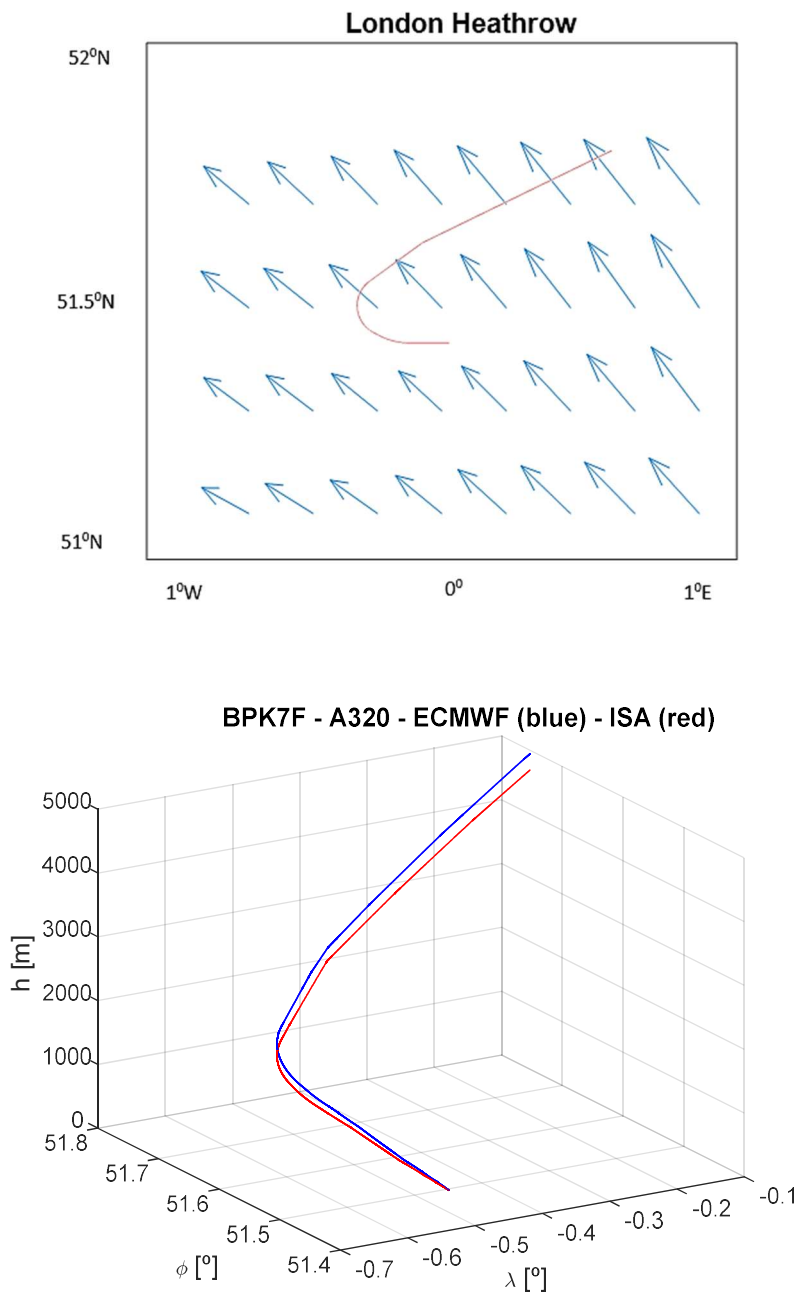 London Heathrow
52⁰N
51.5⁰N
51⁰N
1⁰W 0⁰ 1⁰E
BPK7F - A320 - ECMWF (blue) - ISA (red)
5000
4000
3000
2000
1000
0
h [m]
51.8
51.7
51.6
51.5
51.4
ϕ [º]
-0.7
-0.6
-0.5
-0.4
-0.3
-0.2
-0.1
λ [º]